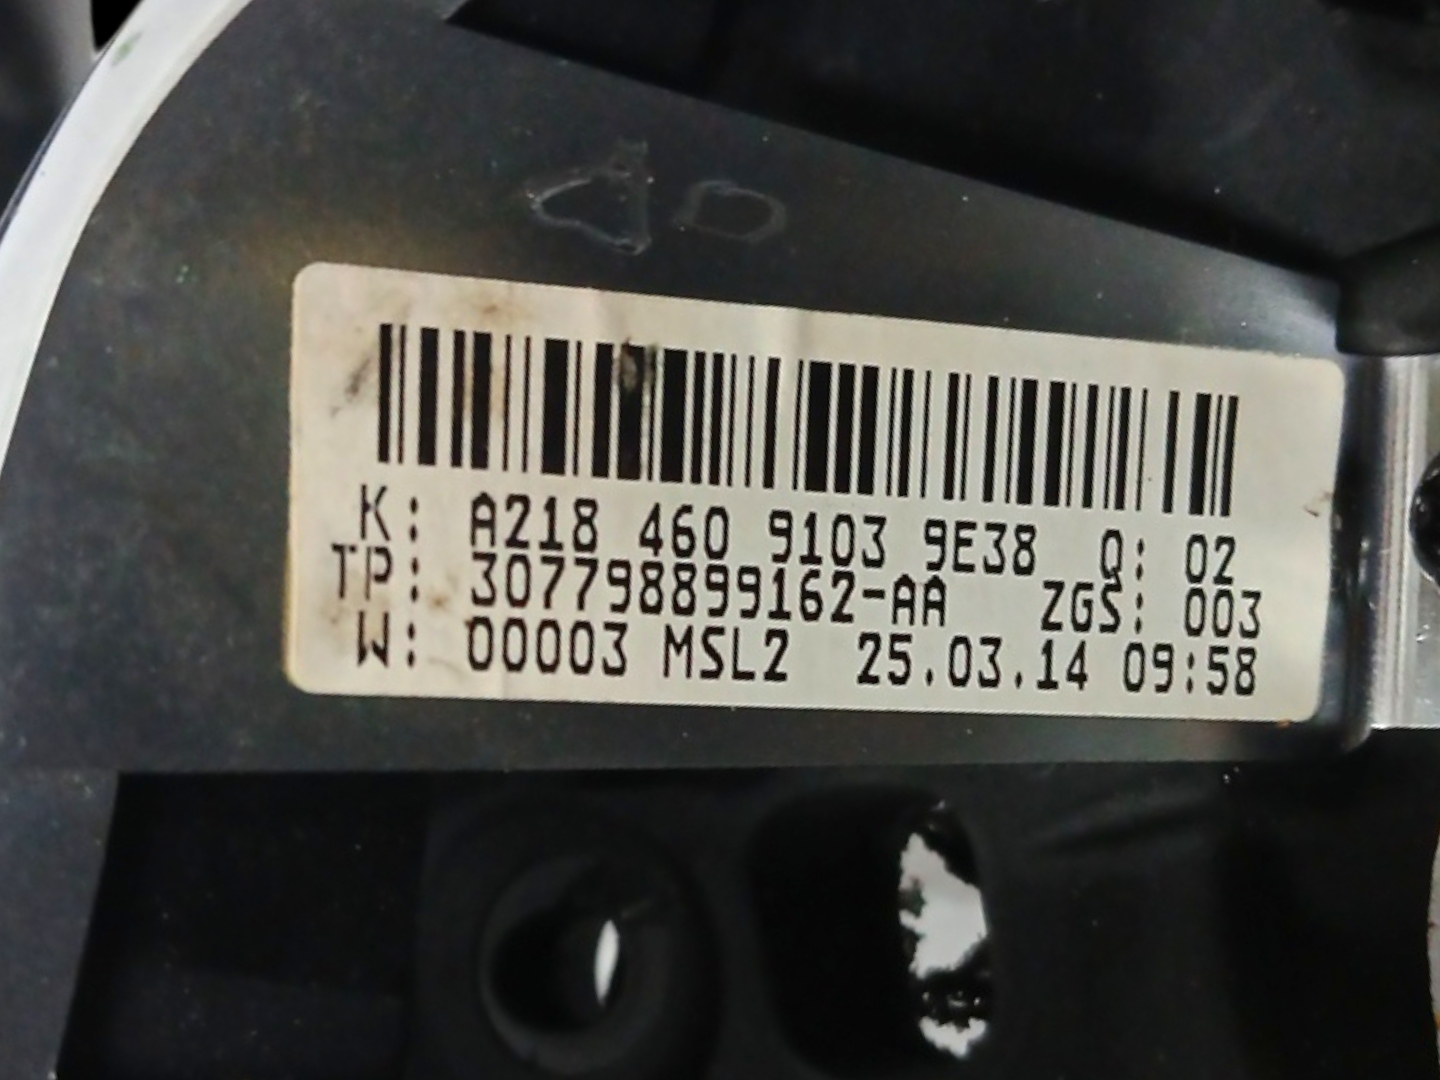 K: A218 460 9103 9E38 Q: 02
TP: 307798899162-AA ZGS: 003
W: 00003 MSL2 25.03.14 09:58